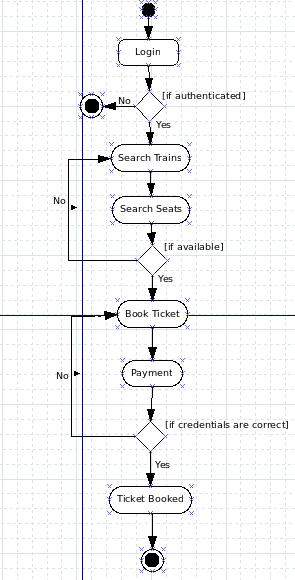 Login
[if authenticated]
No
Yes
Search Trains
No
Search Seats
[if available]
Yes
Book Ticket
Payment
No
[if credentials are correct]
Yes
Ticket Booked